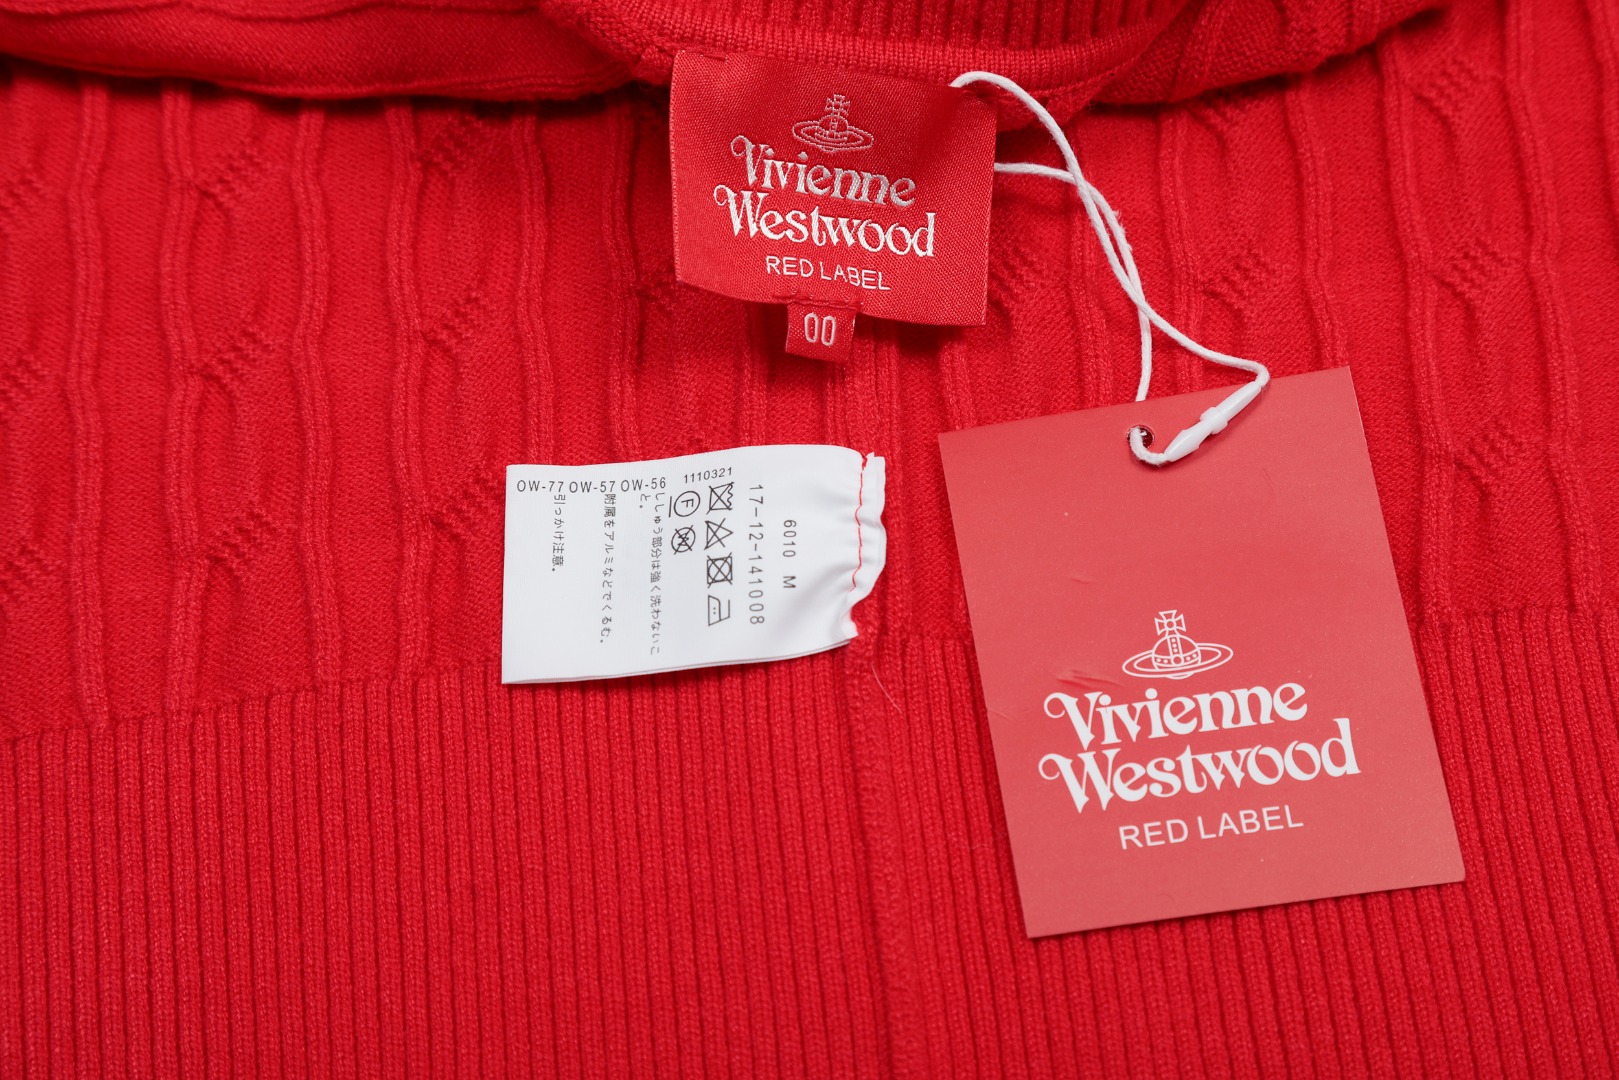 Vivienne
Westwood
RED LABEL
00
6010 M
17-12-141008
1110321
F
W
OW-56
ししゅう部分は強く洗わないこ
と。
OW-57
附属をアルミなどでくるむ。
OW-77
引っかけ注意。
Vivienne
Westwood
RED LABEL